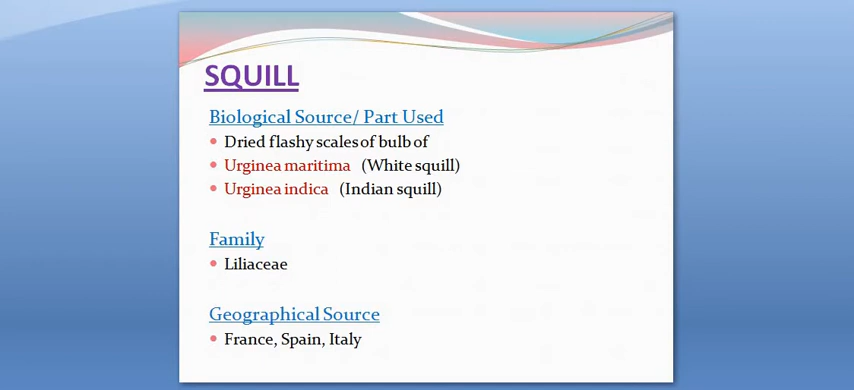 SQUILL
Biological Source/ Part Used
• Dried flashy scales of bulb of
• Urginea maritima (White squill)
• Urginea indica (Indian squill)
Family
• Liliaceae
Geographical Source
• France, Spain, Italy